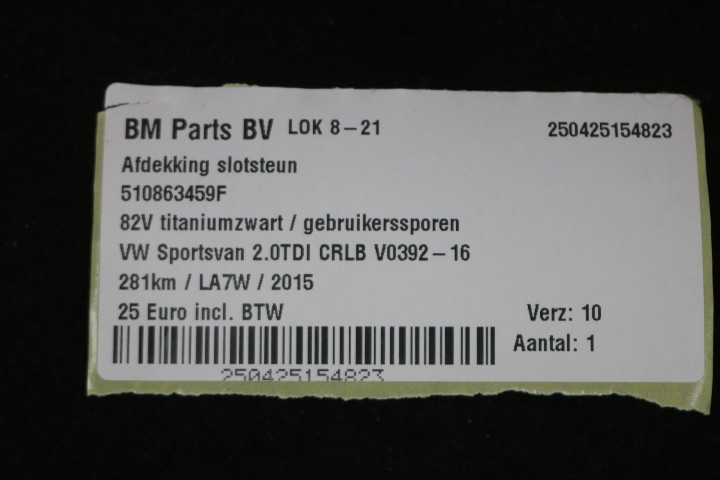 BM Parts BV LOK 8-21 250425154823
Afdekking slotsteun
510863459F
82V titaniumzwart / gebruikerssporen
VW Sportsvan 2.0TDI CRLB V0392-16
281km / LA7W / 2015
25 Euro incl. BTW Verz: 10
Aantal: 1
250425154823